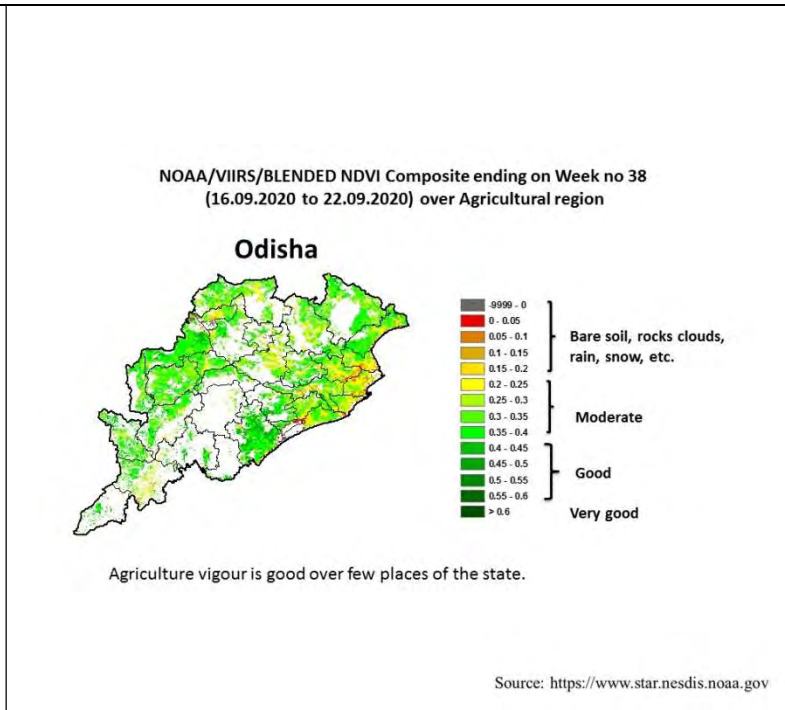 NOAA/VIIRS/BLENDED NDVI Composite ending on Week no 38
(16.09.2020 to 22.09.2020) over Agricultural region
Odisha
-9999 - 0
0 - 0.05
0.05 - 0.1
0.1 - 0.15
0.15 - 0.2
0.2 - 0.25
0.25 - 0.3
0.3 - 0.35
0.35 - 0.4
0.4 - 0.45
0.45 - 0.5
0.5 - 0.55
0.55 - 0.6
> 0.6
Bare soil, rocks clouds,
rain, snow, etc.
Moderate
Good
Very good
Agriculture vigour is good over few places of the state.
Source: https://www.star.nesdis.noaa.gov